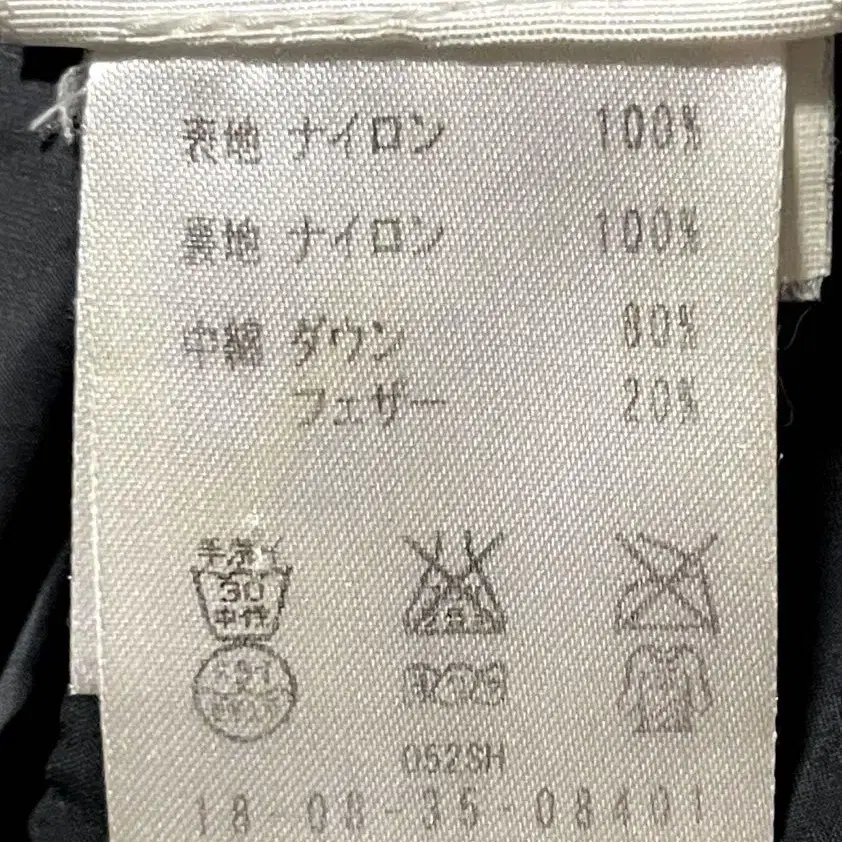 表地 ナイロン 100%
裏地 ナイロン 100%
中綿 ダウン 80%
フェザー 20%
手洗イ
30
中性
052SH
18-08-35-08401